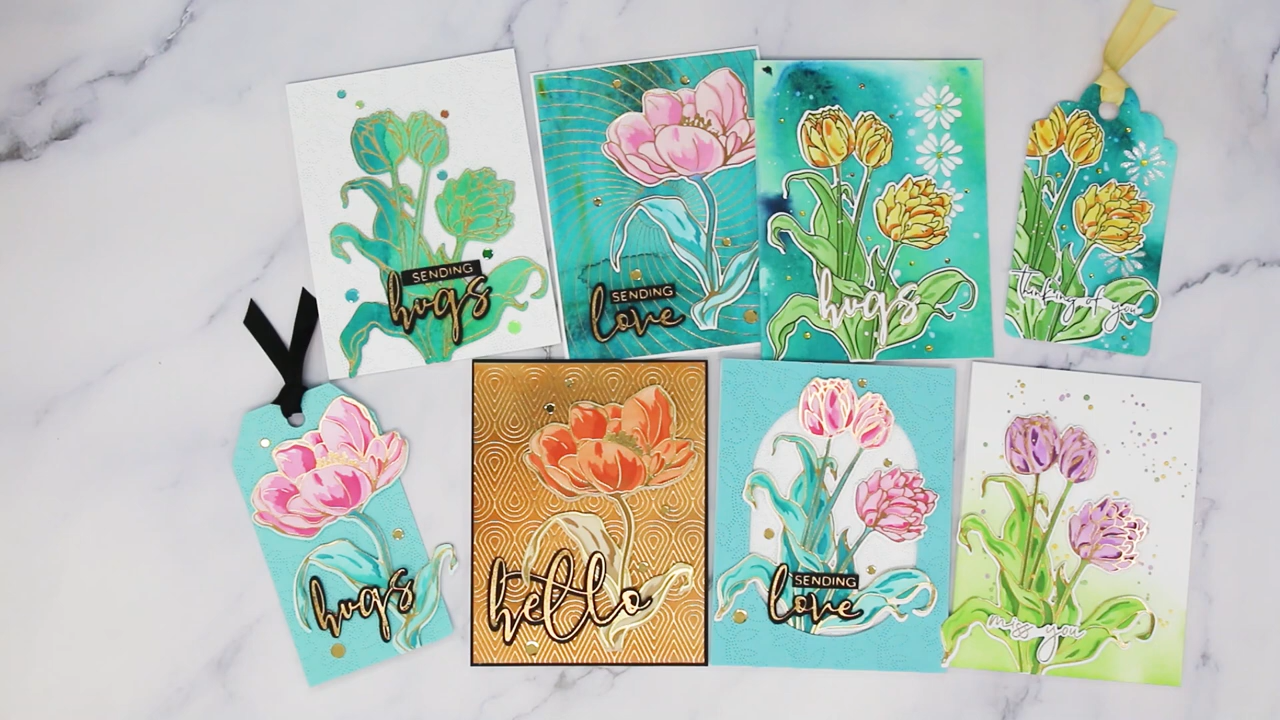 SENDING
hugs
SENDING
love
hugs
thinking of you
hugs
hello
SENDING
love
miss you